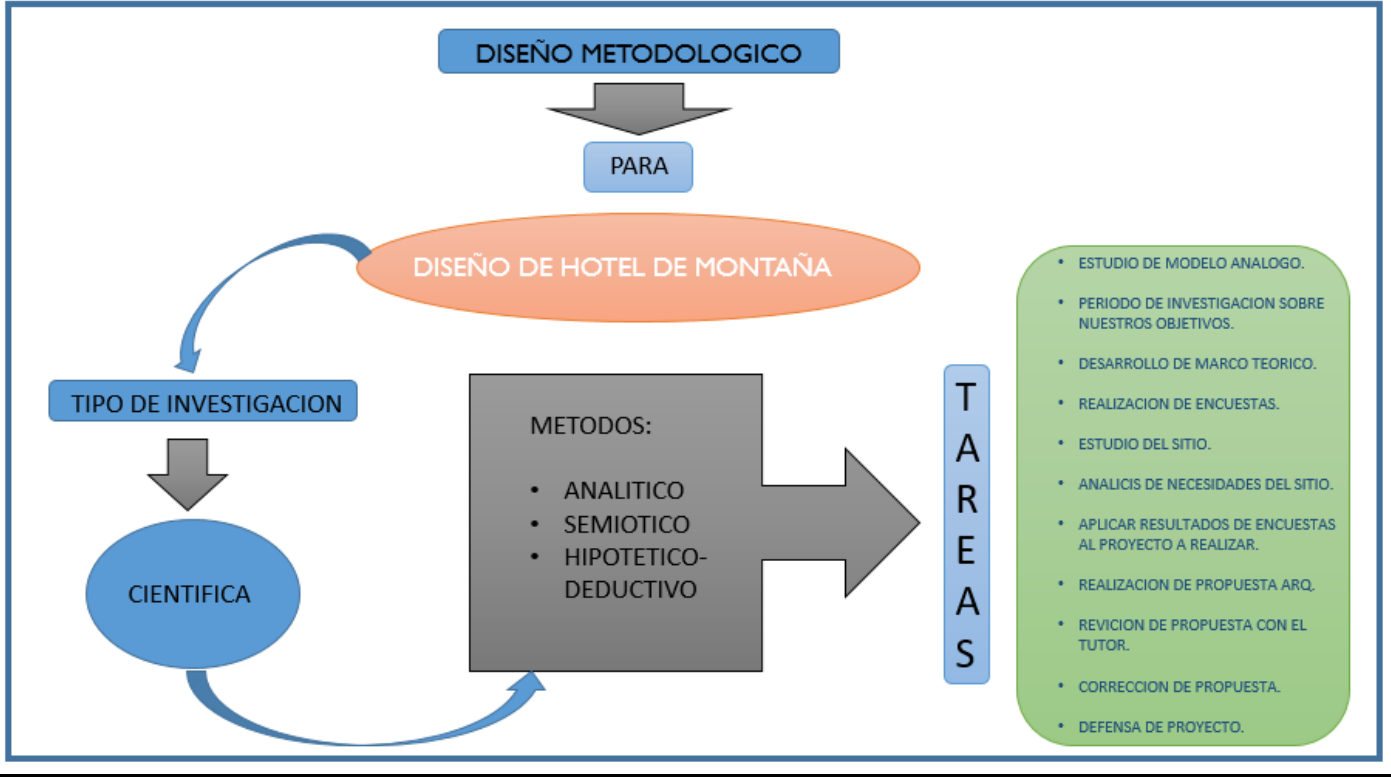 DISEÑO METODOLOGICO
PARA
DISEÑO DE HOTEL DE MONTAÑA
TIPO DE INVESTIGACION
CIENTIFICA
METODOS:
• ANALITICO
• SEMIOTICO
• HIPOTETICO-
DEDUCTIVO
TAREAS
• ESTUDIO DE MODELO ANALOGO.
• PERIODO DE INVESTIGACION SOBRE
NUESTROS OBJETIVOS.
• DESARROLLO DE MARCO TEORICO.
• REALIZACION DE ENCUESTAS.
• ESTUDIO DEL SITIO.
• ANALICIS DE NECESIDADES DEL SITIO.
• APLICAR RESULTADOS DE ENCUESTAS
AL PROYECTO A REALIZAR.
• REALIZACION DE PROPUESTA ARQ.
• REVICION DE PROPUESTA CON EL
TUTOR.
• CORRECCION DE PROPUESTA.
• DEFENSA DE PROYECTO.